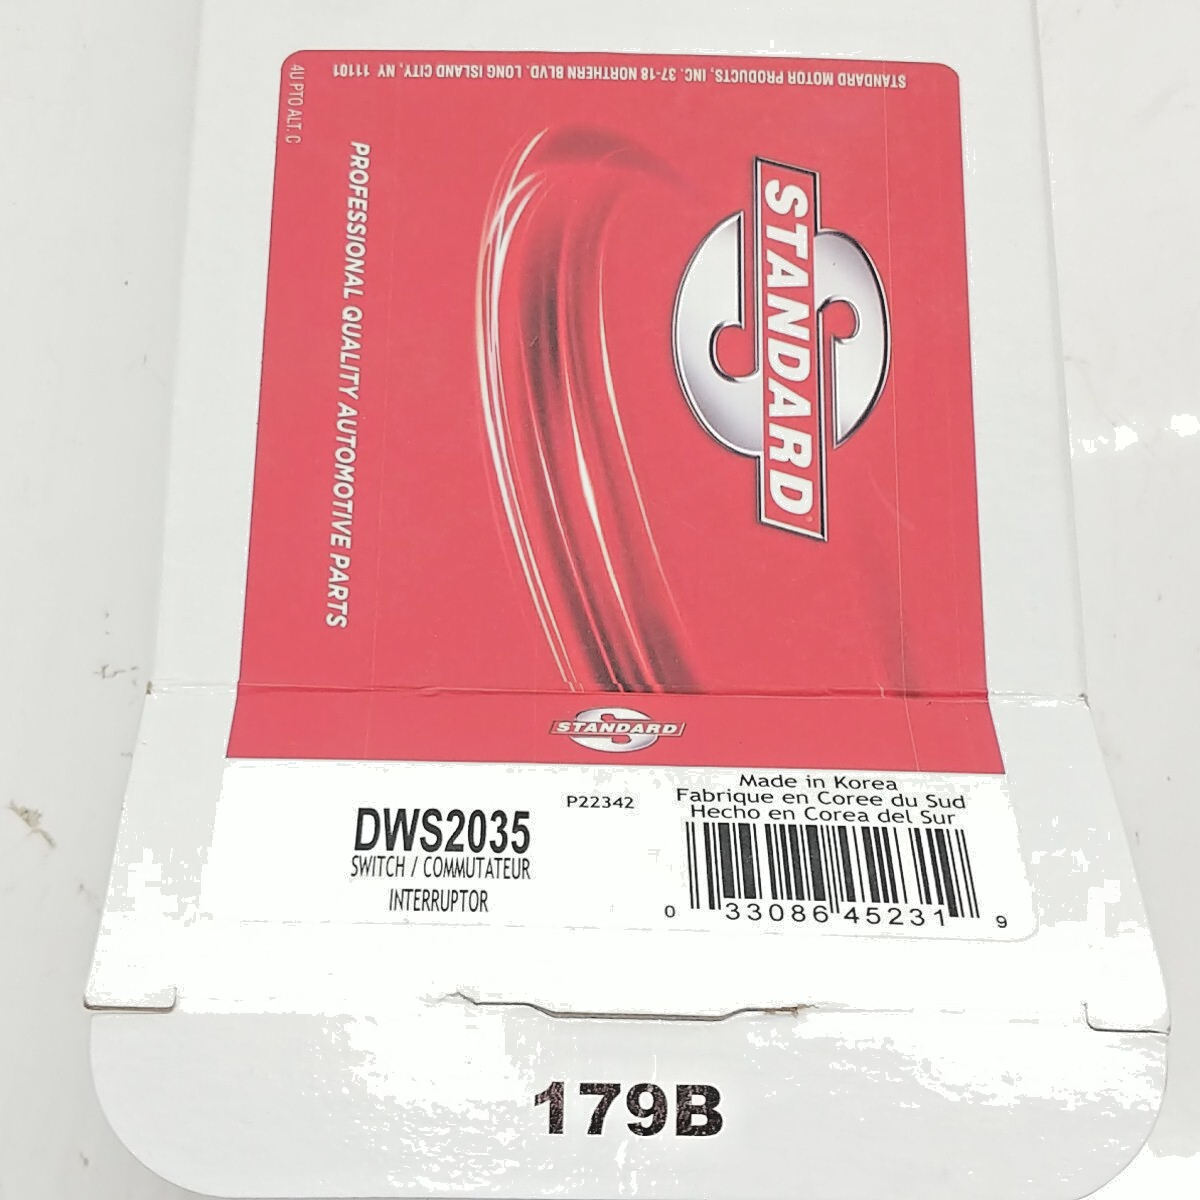 STANDARD MOTOR PRODUCTS, INC. 37-18 NORTHERN BLVD. LONG ISLAND CITY, NY 11101
4U PTO ALT. C
STANDARD
PROFESSIONAL QUALITY AUTOMOTIVE PARTS
STANDARD
DWS2035
SWITCH / COMMUTATEUR
INTERRUPTOR
P22342
Made in Korea
Fabrique en Coree du Sud
Hecho en Corea del Sur
0 33086 45231 9
179B